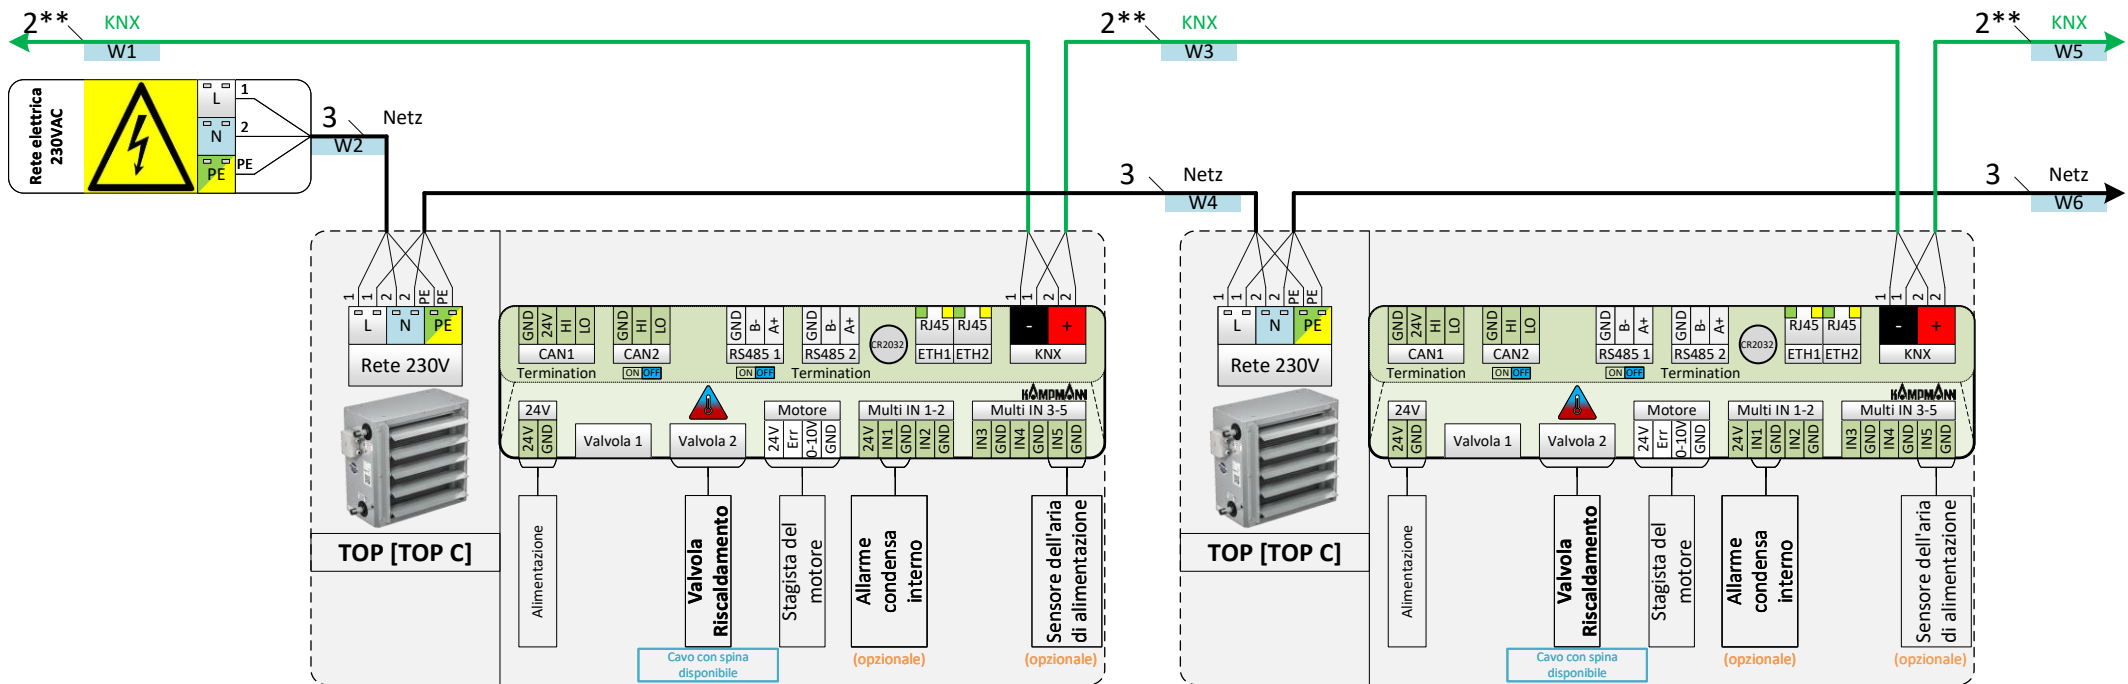 2** KNX
W1
2** KNX
W3
2** KNX
W5
Rete elettrica
230VAC
L 1
N 2
PE PE
3 Netz
W2
3 Netz
W4
3 Netz
W6
1 1 2 2 PE PE
L N PE
Rete 230V
TOP [TOP C]
GND 24V HI LO
CAN1
GND HI LO
CAN2
GND B- A+
RS485 1
GND B- A+
RS485 2
CR2032
RJ45 RJ45
ETH1 ETH2
1 1 2 2
- +
KNX
Termination ON OFF ON OFF Termination
KAMPMANN
24V
24V GND
Valvola 1
Valvola 2
Motore
24V Err 0-10V GND
Multi IN 1-2
24V IN1 GND IN2 GND
Multi IN 3-5
IN3 GND IN4 GND IN5 GND
Alimentazione
Valvola
Riscaldamento
Cavo con spina
disponibile
Stagista del
motore
Allarme
condensa
interno
(opzionale)
Sensore dell'aria
di alimentazione
(opzionale)
1 1 2 2 PE PE
L N PE
Rete 230V
TOP [TOP C]
GND 24V HI LO
CAN1
GND HI LO
CAN2
GND B- A+
RS485 1
GND B- A+
RS485 2
CR2032
RJ45 RJ45
ETH1 ETH2
1 1 2 2
- +
KNX
Termination ON OFF ON OFF Termination
KAMPMANN
24V
24V GND
Valvola 1
Valvola 2
Motore
24V Err 0-10V GND
Multi IN 1-2
24V IN1 GND IN2 GND
Multi IN 3-5
IN3 GND IN4 GND IN5 GND
Alimentazione
Valvola
Riscaldamento
Cavo con spina
disponibile
Stagista del
motore
Allarme
condensa
interno
(opzionale)
Sensore dell'aria
di alimentazione
(opzionale)